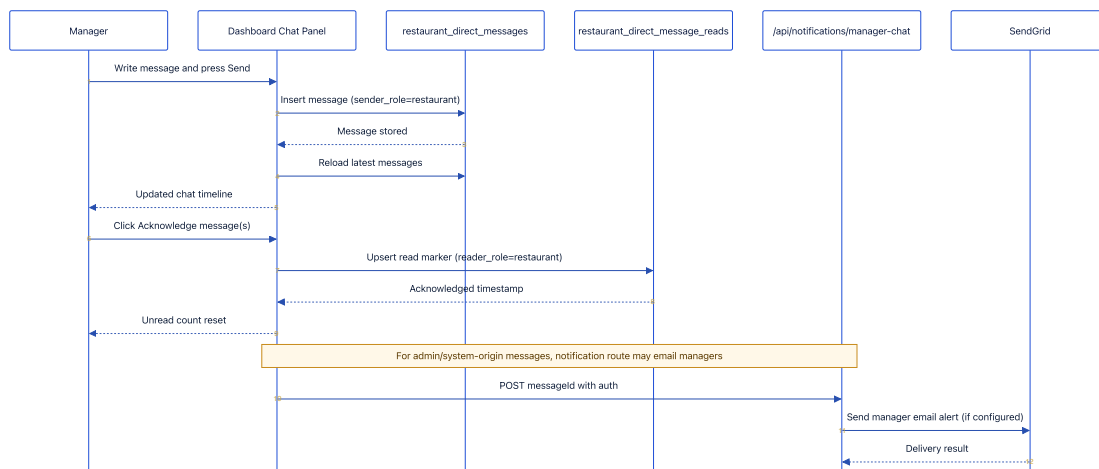 Manager
Dashboard Chat Panel
restaurant_direct_messages
restaurant_direct_message_reads
/api/notifications/manager-chat
SendGrid
Write message and press Send
Insert message (sender_role=restaurant)
Message stored
Reload latest messages
Updated chat timeline
Click Acknowledge message(s)
Upsert read marker (reader_role=restaurant)
Acknowledged timestamp
Unread count reset
For admin/system-origin messages, notification route may email managers
POST messageId with auth
Send manager email alert (if configured)
Delivery result